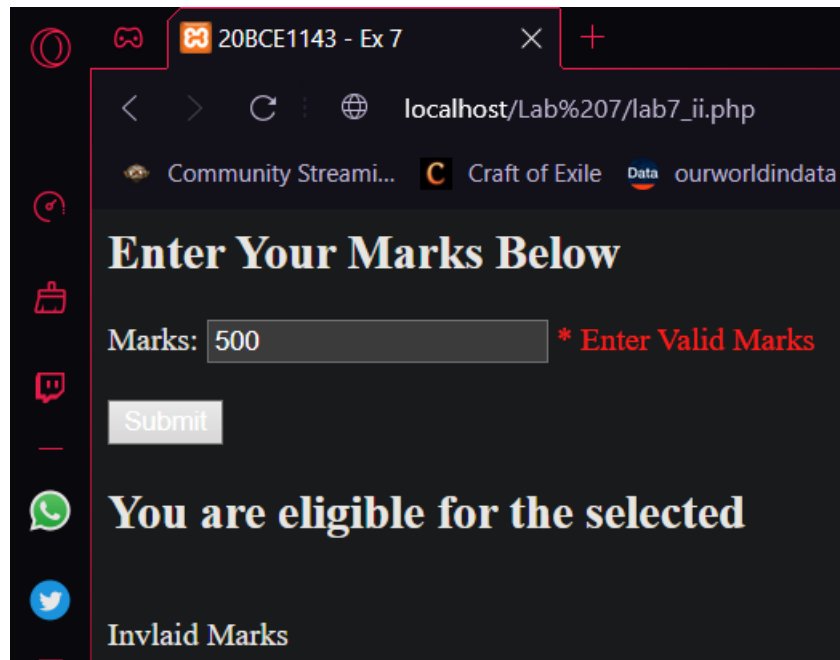 20BCE1143 - Ex 7
localhost/Lab%207/lab7_ii.php
Community Streami... C Craft of Exile Data ourworldindata
Enter Your Marks Below
Marks: 500 * Enter Valid Marks
Submit
You are eligible for the selected
Invlaid Marks